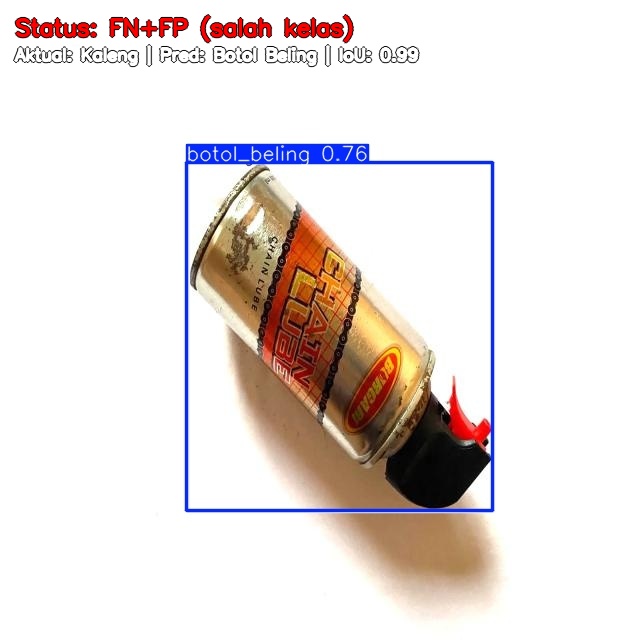 Status: FN+FP (salah kelas)
Aktual: Kaleng | Pred: Botol Beling | IoU: 0.99
botol_beling 0.76
CHAIN LUBE
CHAIN
LUBE